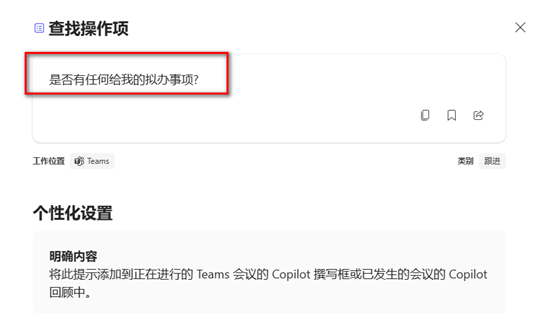 查找操作项
是否有任何给我的拟办事项?
工作位置 Teams 类别 跟进
个性化设置
明确内容
将此提示添加到正在进行的 Teams 会议的 Copilot 撰写框或已发生的会议的 Copilot
回顾中。